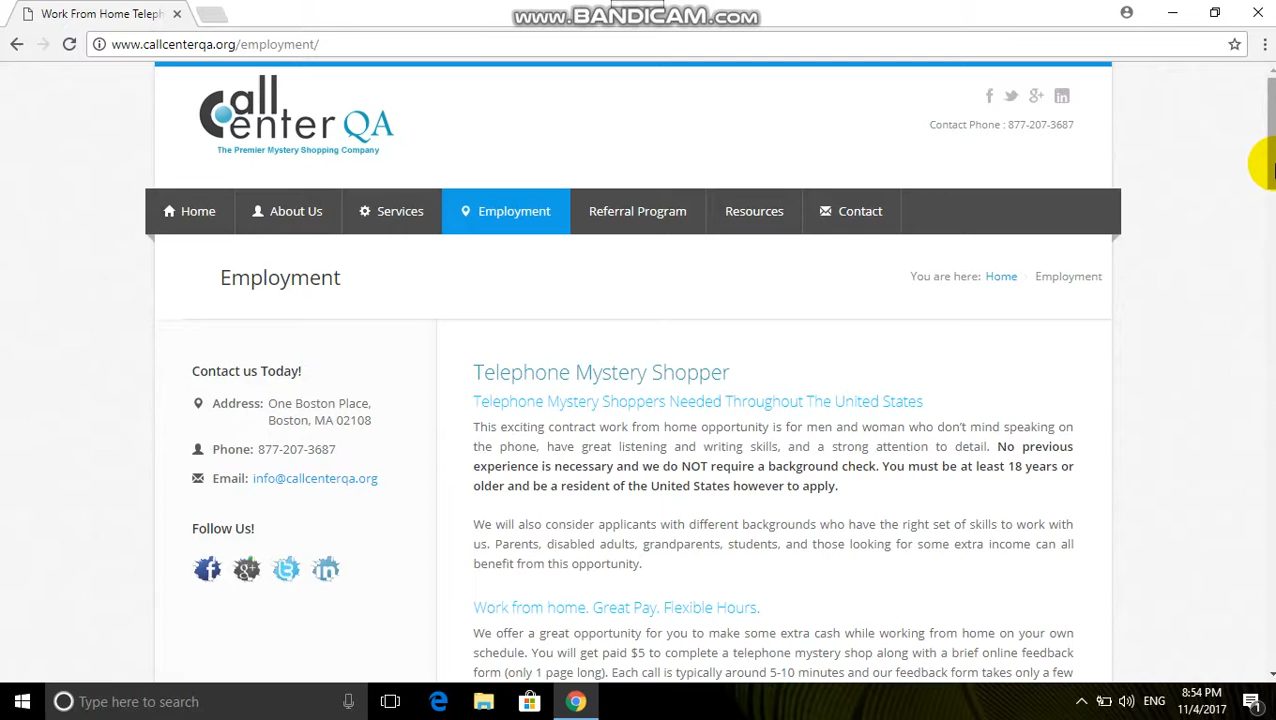 Work From Home Teleph
www.BANDICAM.com
www.callcenterqa.org/employment/
Call Center QA
The Premier Mystery Shopping Company
Contact Phone : 877-207-3687
Home
About Us
Services
Employment
Referral Program
Resources
Contact
Employment
You are here: Home Employment
Contact us Today!
Address: One Boston Place,
Boston, MA 02108
Phone: 877-207-3687
Email: info@callcenterqa.org
Follow Us!
Telephone Mystery Shopper
Telephone Mystery Shoppers Needed Throughout The United States
This exciting contract work from home opportunity is for men and woman who don't mind speaking on
the phone, have great listening and writing skills, and a strong attention to detail. No previous
experience is necessary and we do NOT require a background check. You must be at least 18 years or
older and be a resident of the United States however to apply.
We will also consider applicants with different backgrounds who have the right set of skills to work with
us. Parents, disabled adults, grandparents, students, and those looking for some extra income can all
benefit from this opportunity.
Work from home. Great Pay. Flexible Hours.
We offer a great opportunity for you to make some extra cash while working from home on your own
schedule. You will get paid $5 to complete a telephone mystery shop along with a brief online feedback
form (only 1 page long). Each call is typically around 5-10 minutes and our feedback form takes only a few
Type here to search
ENG
8:54 PM
11/4/2017
1